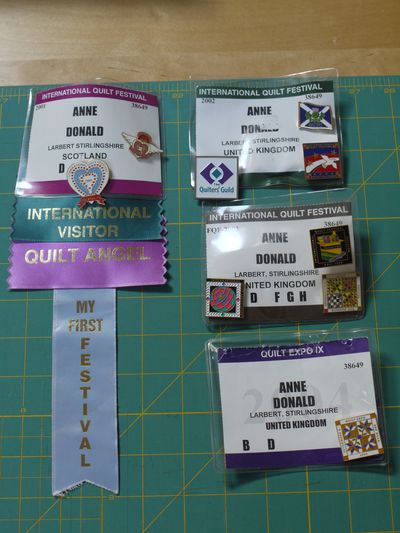 INTERNATIONAL QUILT FESTIVAL
2001 38649
ANNE
DONALD
LARBERT STIRLINGSHIRE
SCOTLAND
D
INTERNATIONAL
VISITOR
QUILT ANGEL
MY
FIRST
FESTIVAL
INTERNATIONAL QUILT FESTIVAL
2002 38649
ANNE
DONALD
LARBERT, STIRLINGSHIRE
UNITED KINGDOM
Quilters' Guild
INTERNATIONAL QUILT FESTIVAL
38649
ANNE
DONALD
LARBERT, STIRLINGSHIRE
UNITED KINGDOM
D F G H
QUILT EXPO IX
38649
2004
ANNE
DONALD
LARBERT, STIRLINGSHIRE
UNITED KINGDOM
B D